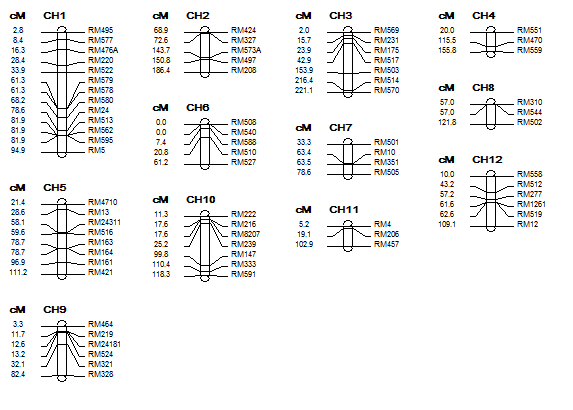 cM CH1
2.8 RM495
8.4 RM577
16.3 RM476A
28.4 RM220
33.9 RM522
61.3 RM579
61.3 RM578
68.2 RM580
78.6 RM24
81.9 RM513
81.9 RM562
81.9 RM595
94.9 RM5
cM CH2
68.9 RM424
72.6 RM327
143.7 RM573A
150.8 RM497
186.4 RM208
cM CH3
2.0 RM569
15.7 RM231
23.9 RM175
42.9 RM517
153.9 RM503
216.4 RM514
221.1 RM570
cM CH4
20.0 RM551
115.5 RM470
155.8 RM559
cM CH6
0.0 RM508
0.0 RM540
7.4 RM588
20.8 RM510
61.2 RM527
cM CH7
33.3 RM501
63.4 RM10
63.5 RM351
78.6 RM505
cM CH8
57.0 RM310
57.0 RM544
121.8 RM502
cM CH5
21.4 RM4710
28.6 RM13
58.1 RM24311
59.6 RM516
78.7 RM163
78.7 RM164
96.9 RM161
111.2 RM421
cM CH10
11.3 RM222
17.6 RM216
17.6 RM8207
25.2 RM239
99.8 RM147
110.4 RM333
118.3 RM591
cM CH11
5.2 RM4
19.1 RM206
102.9 RM457
cM CH12
10.0 RM558
43.2 RM512
57.2 RM277
61.6 RM1261
62.6 RM519
109.1 RM12
cM CH9
3.3 RM464
11.7 RM219
12.6 RM24181
13.2 RM524
32.1 RM321
82.4 RM328